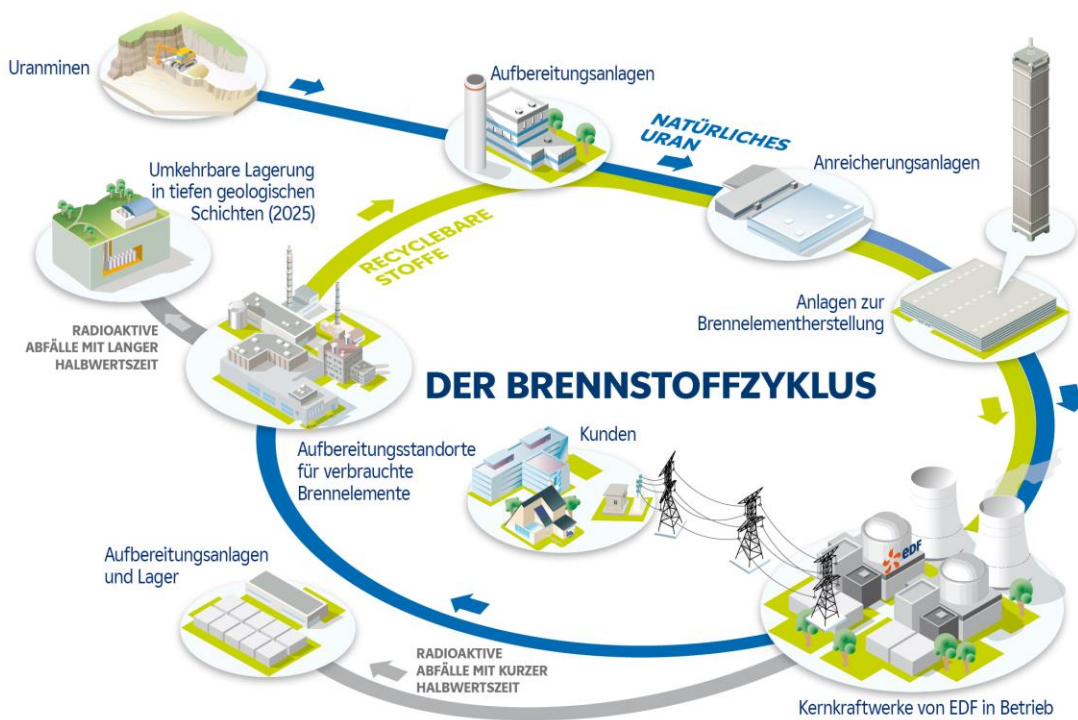 Uranminen
Aufbereitungsanlagen
NATÜRLICHES
URAN
Anreicherungsanlagen
Umkehrbare Lagerung
in tiefen geologischen
Schichten (2025)
RECYCLEBARE
STOFFE
Anlagen zur
Brennelementherstellung
RADIOAKTIVE
ABFÄLLE MIT LANGER
HALBWERTSZEIT
DER BRENNSTOFFZYKLUS
Kunden
Aufbereitungsstandorte
für verbrauchte
Brennelemente
eDF
Aufbereitungsanlagen
und Lager
RADIOAKTIVE
ABFÄLLE MIT KURZER
HALBWERTSZEIT
Kernkraftwerke von EDF in Betrieb